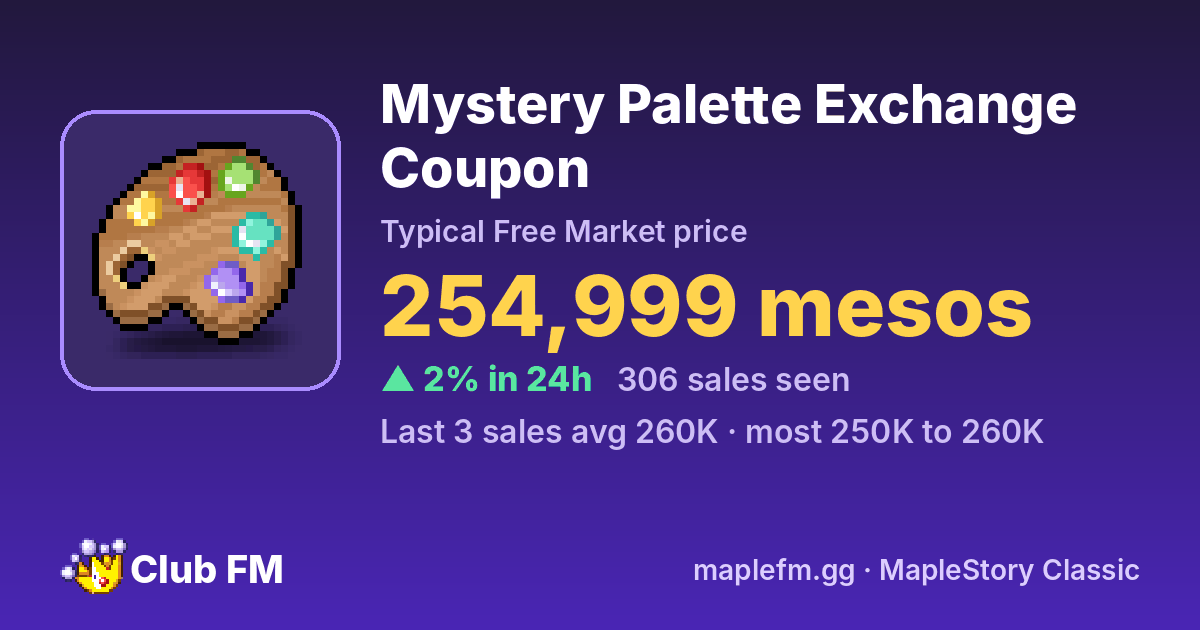 Mystery Palette Exchange
Coupon
Typical Free Market price
254,999 mesos
▲ 2% in 24h 306 sales seen
Last 3 sales avg 260K · most 250K to 260K
Club FM
maplefm.gg · MapleStory Classic